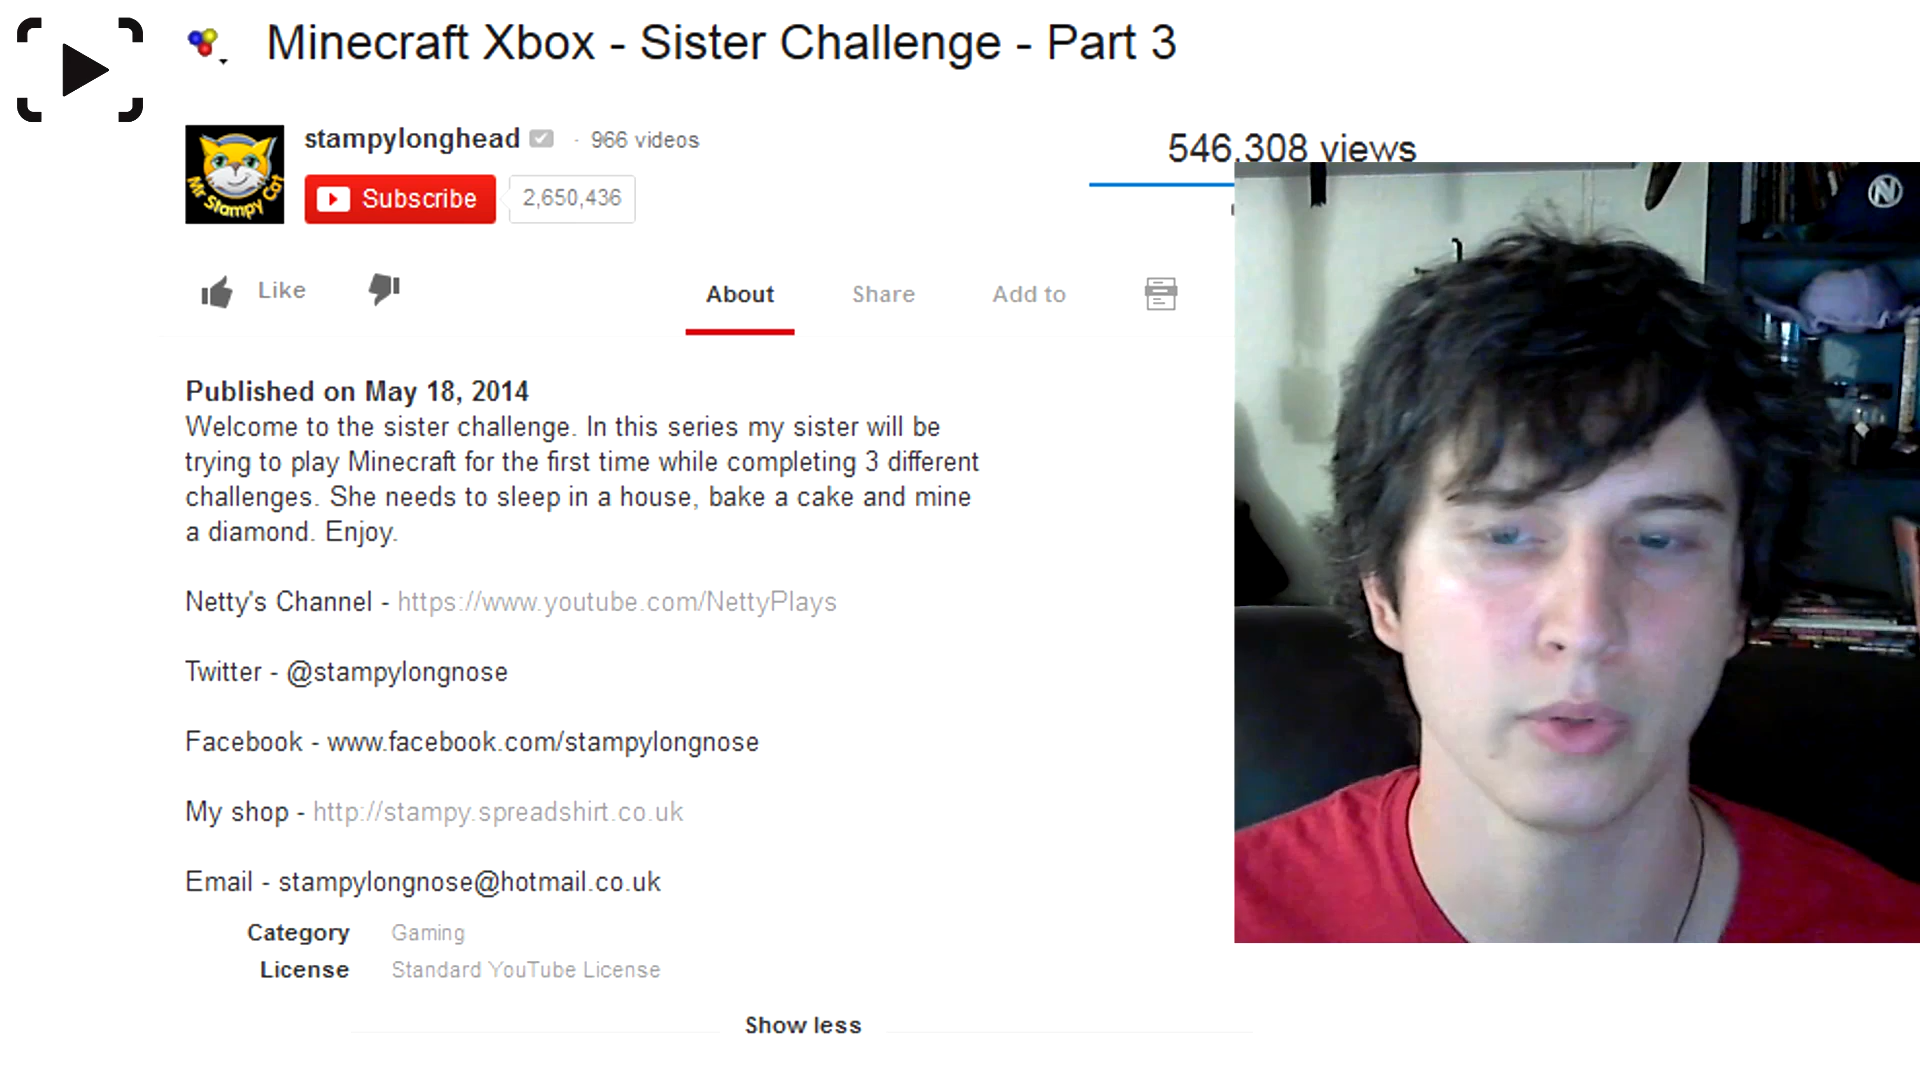 Minecraft Xbox - Sister Challenge - Part 3
stampylonghead · 966 videos
546,308 views
Mr Stampy Cat
Subscribe 2,650,436
N
Like
About Share Add to
Published on May 18, 2014
Welcome to the sister challenge. In this series my sister will be
trying to play Minecraft for the first time while completing 3 different
challenges. She needs to sleep in a house, bake a cake and mine
a diamond. Enjoy.
Netty's Channel - https://www.youtube.com/NettyPlays
Twitter - @stampylongnose
Facebook - www.facebook.com/stampylongnose
My shop - http://stampy.spreadshirt.co.uk
Email - stampylongnose@hotmail.co.uk
Category Gaming
License Standard YouTube License
Show less